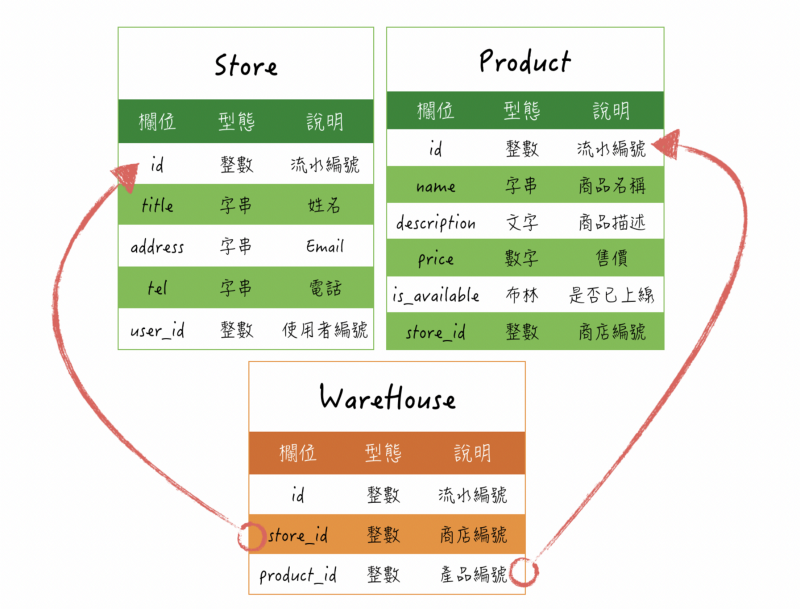 Store
欄位 型態 說明
id 整數 流水編號
title 字串 姓名
address 字串 Email
tel 字串 電話
user_id 整數 使用者編號
Product
欄位 型態 說明
id 整數 流水編號
name 字串 商品名稱
description 文字 商品描述
price 數字 售價
is_available 布林 是否已上線
store_id 整數 商店編號
WareHouse
欄位 型態 說明
id 整數 流水編號
store_id 整數 商店編號
product_id 整數 產品編號